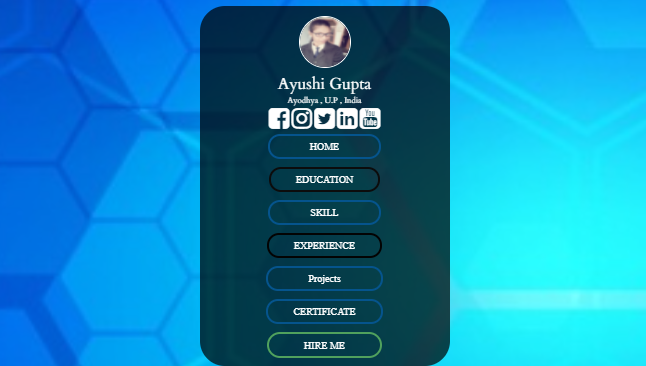 Ayushi Gupta
Ayodhya , U.P , India
You
Tube
HOME
EDUCATION
SKILL
EXPERIENCE
Projects
CERTIFICATE
HIRE ME